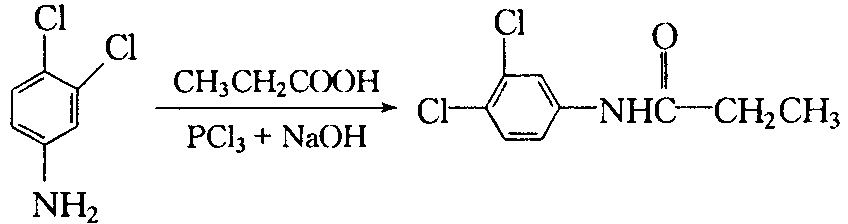 Cl
Cl
NH2
CH3CH2COOH
PCl3 + NaOH
Cl
Cl
O
NHC
CH2CH3